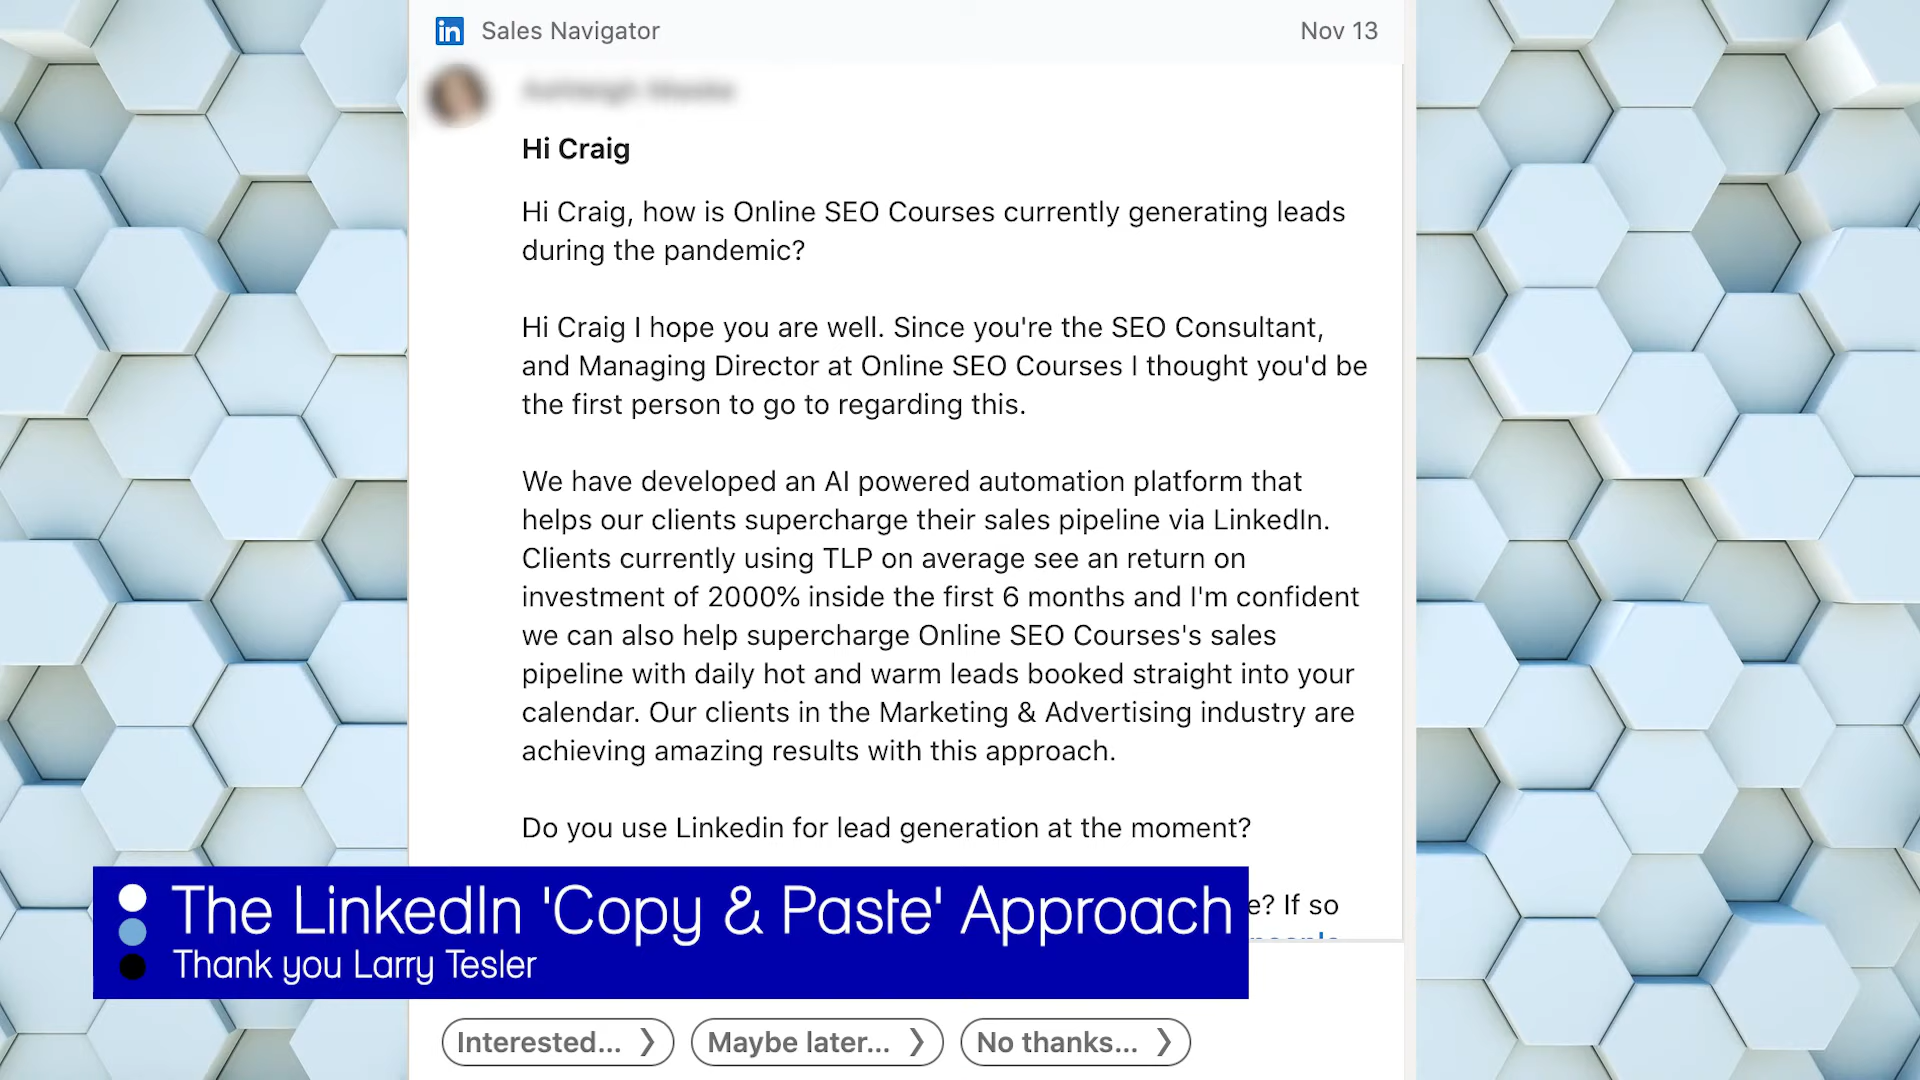 in Sales Navigator
Nov 13
Hi Craig
Hi Craig, how is Online SEO Courses currently generating leads
during the pandemic?
Hi Craig I hope you are well. Since you're the SEO Consultant,
and Managing Director at Online SEO Courses I thought you'd be
the first person to go to regarding this.
We have developed an AI powered automation platform that
helps our clients supercharge their sales pipeline via LinkedIn.
Clients currently using TLP on average see an return on
investment of 2000% inside the first 6 months and I'm confident
we can also help supercharge Online SEO Courses's sales
pipeline with daily hot and warm leads booked straight into your
calendar. Our clients in the Marketing & Advertising industry are
achieving amazing results with this approach.
Do you use Linkedin for lead generation at the moment?
e? If so
The LinkedIn 'Copy & Paste' Approach
Thank you Larry Tesler
Interested...
Maybe later...
No thanks...